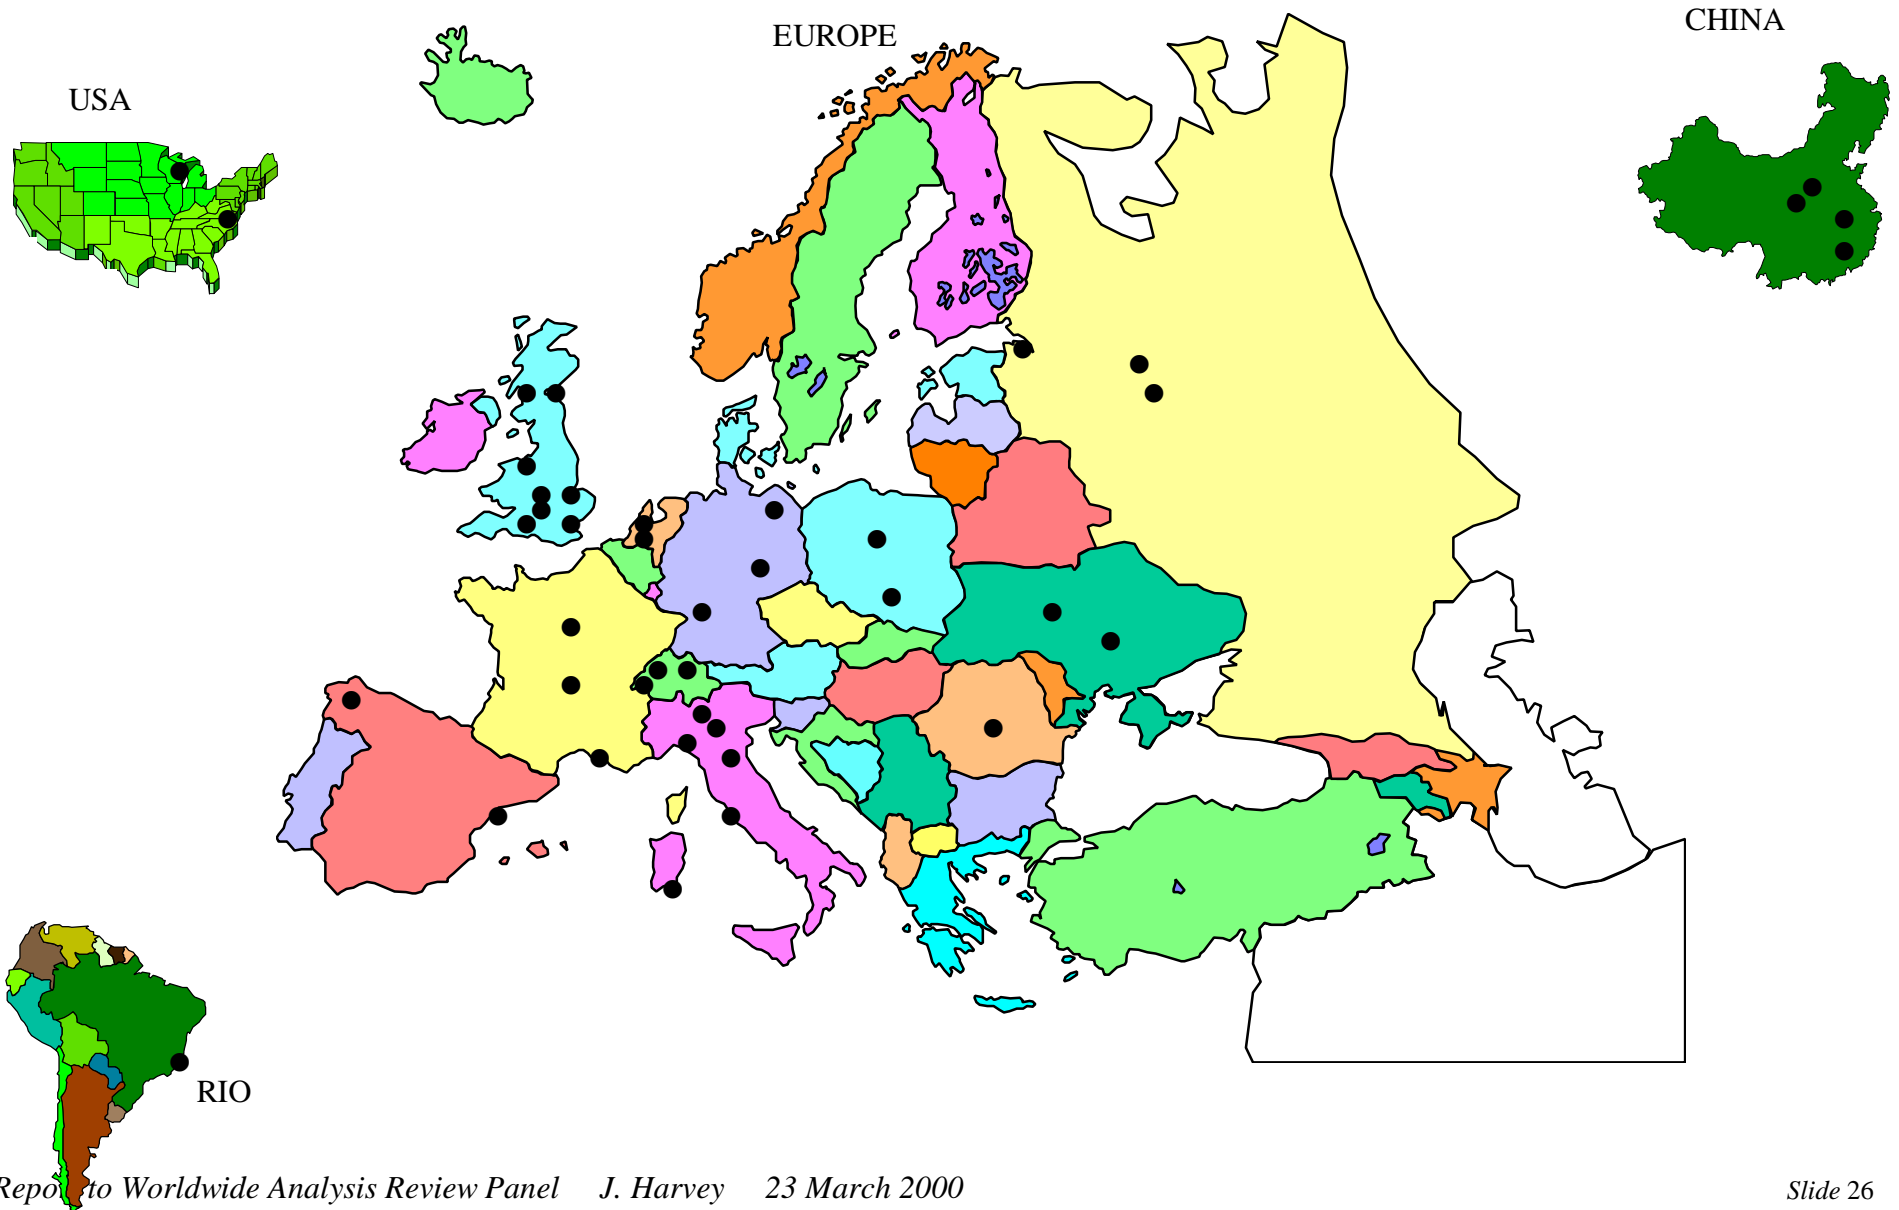 CHINA
EUROPE
USA
RIO
to Worldwide Analysis Review Panel J. Harvey 23 March 2000
Slide 26